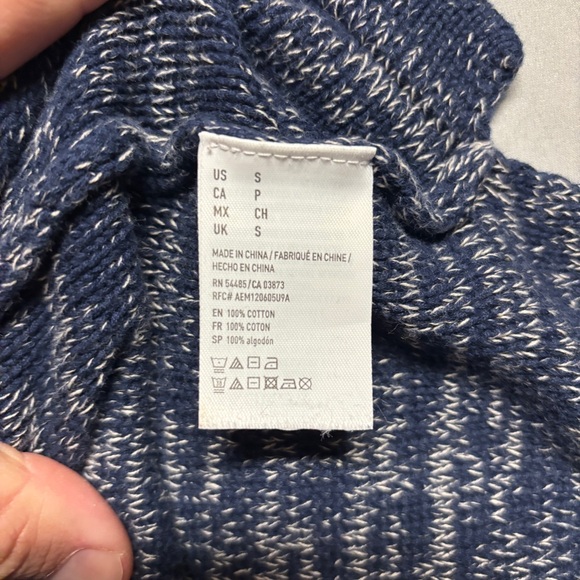 US S
CA P
MX CH
UK S
MADE IN CHINA / FABRIQUÉ EN CHINE /
HECHO EN CHINA
RN 54485/CA 03873
RFC# AEM120605U9A
EN 100% COTTON
FR 100% COTON
SP 100% algodón